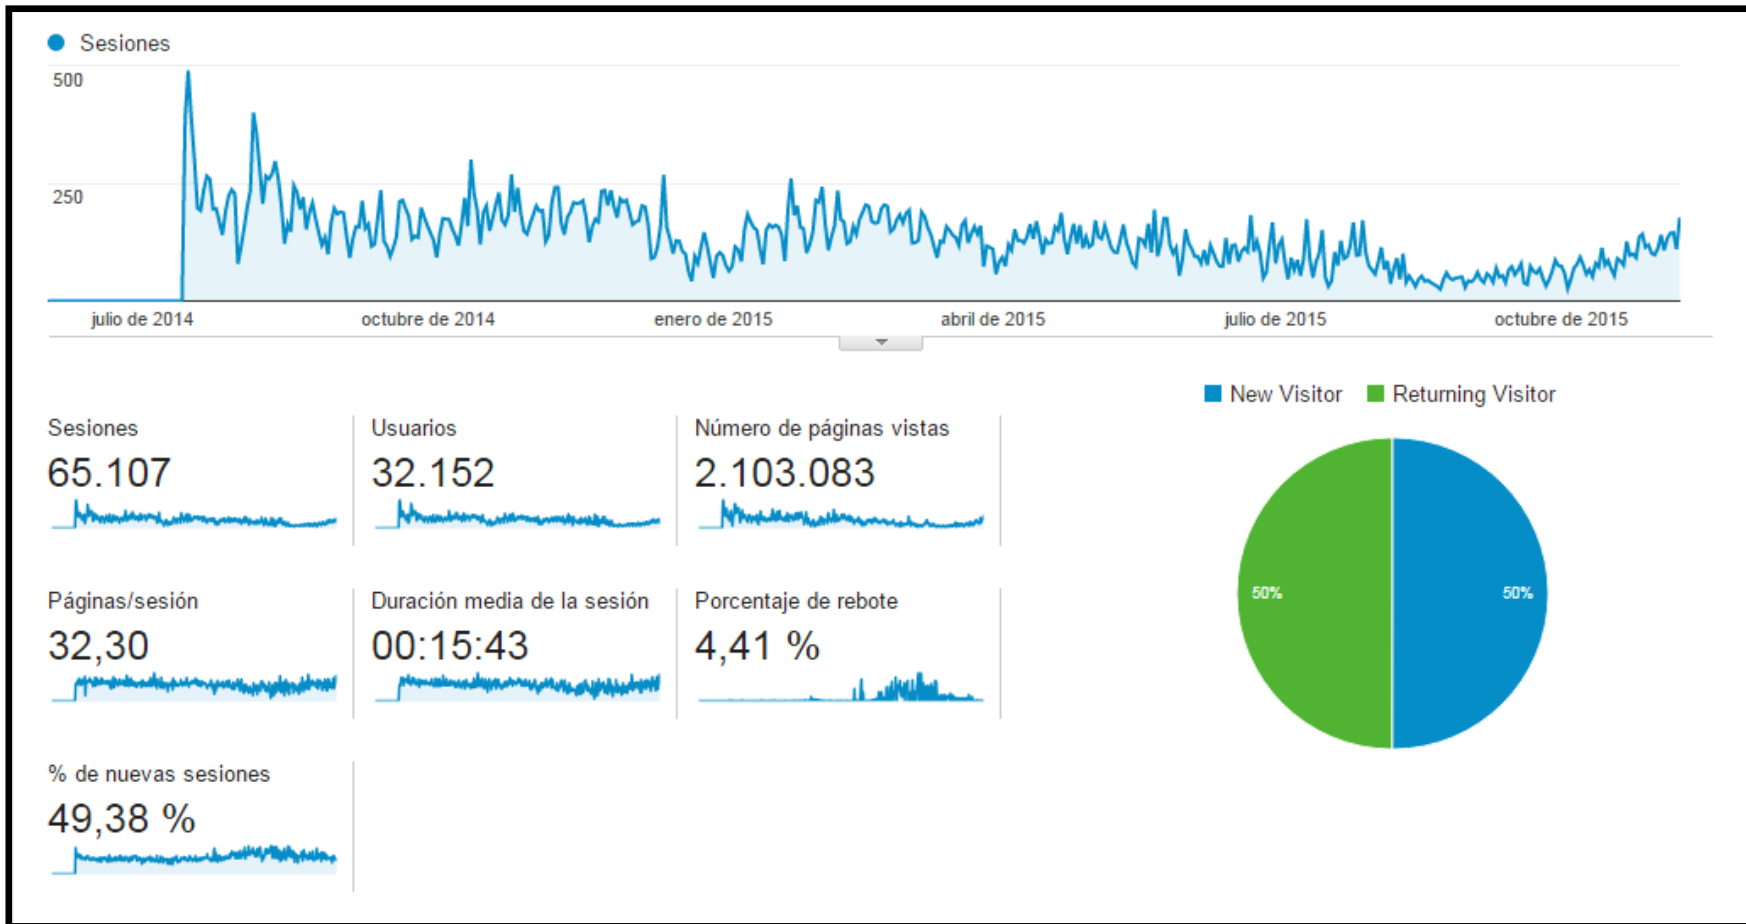 Sesiones
500
250
julio de 2014 octubre de 2014 enero de 2015 abril de 2015 julio de 2015 octubre de 2015
New Visitor Returning Visitor
Sesiones Usuarios Número de páginas vistas
65.107 32.152 2.103.083
Páginas/sesión Duración media de la sesión Porcentaje de rebote
32,30 00:15:43 4,41 %
50% 50%
% de nuevas sesiones
49,38 %